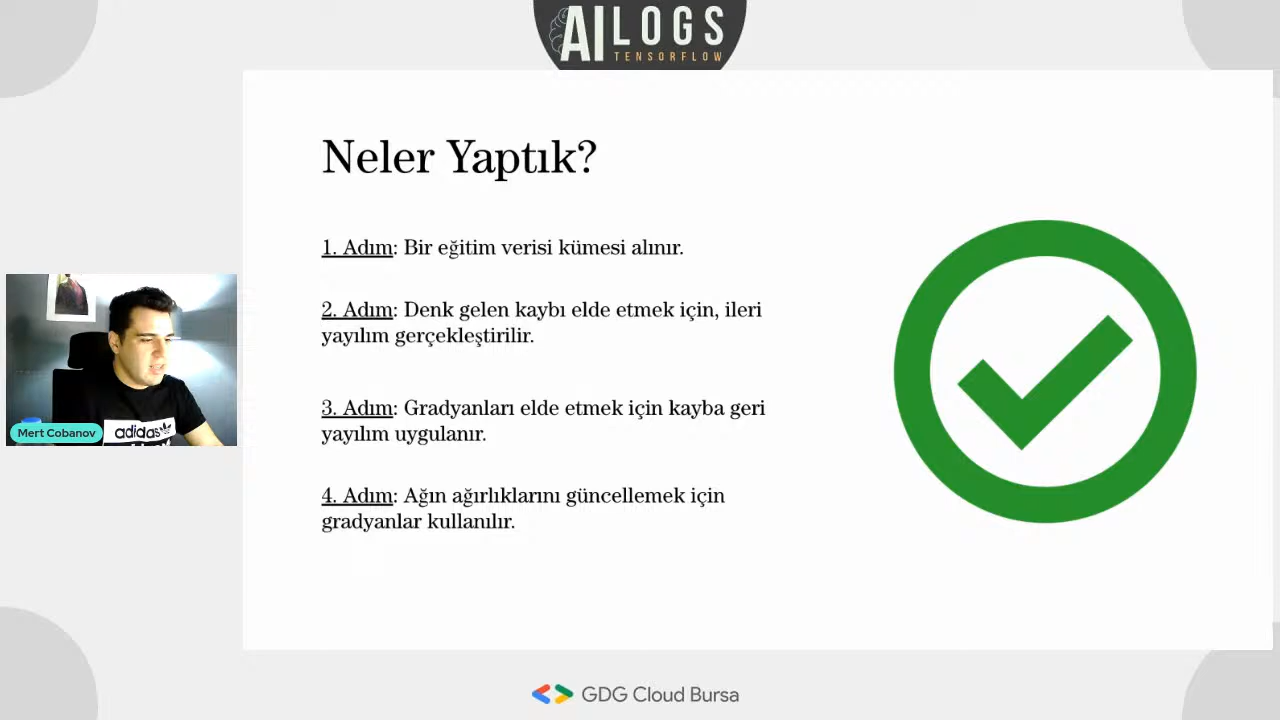 AI LOGS
TENSORFLOW
Neler Yaptık?
1. Adım: Bir eğitim verisi kümesi alınır.
2. Adım: Denk gelen kaybı elde etmek için, ileri
yayılım gerçekleştirilir.
3. Adım: Gradyanları elde etmek için kayba geri
yayılım uygulanır.
4. Adım: Ağın ağırlıklarını güncellemek için
gradyanlar kullanılır.
Mert Cobanov
adidas
GDG Cloud Bursa